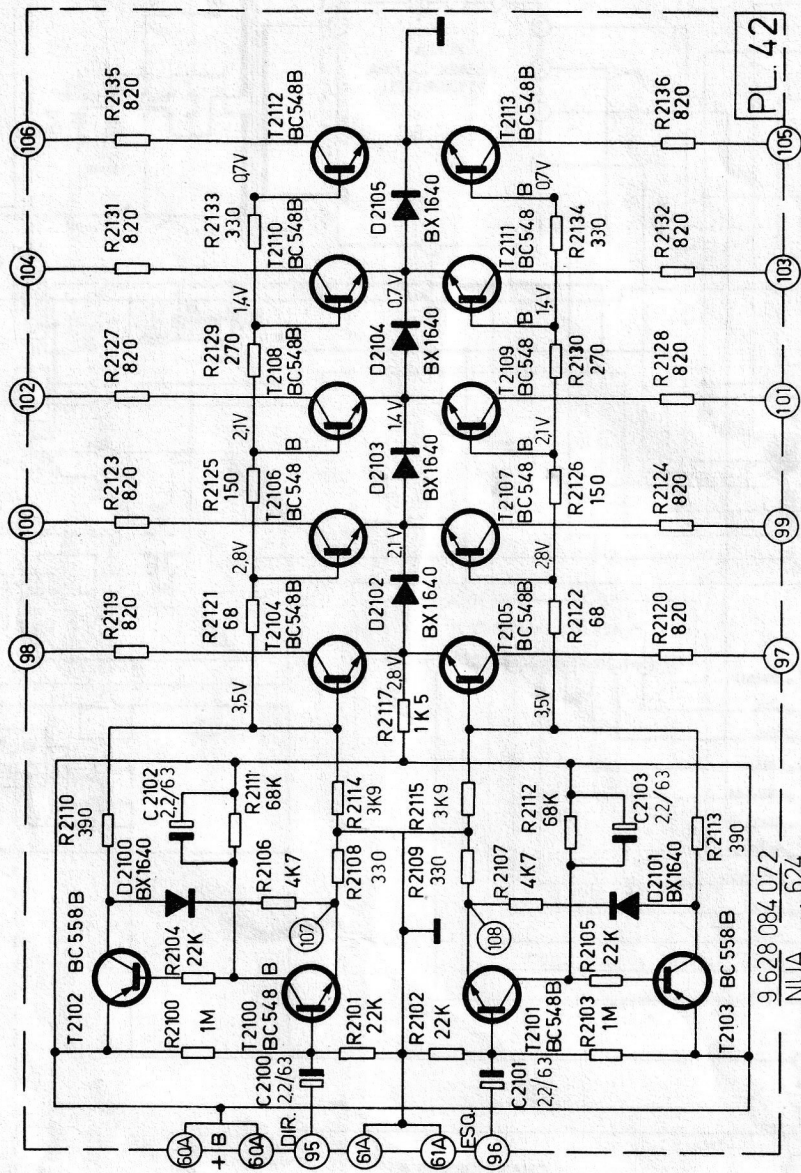 106
104
102
100
98
R2135
820
R2131
820
R2127
820
R2123
820
R2119
820
T2112
BC548B
R2133
330
T2110
BC548B
R2129
270
T2108
BC548B
R2125
150
T2106
BC548B
R2121
68
T2104
BC548B
0,7V
1,4V
2,1V
2,8V
3,5V
D2105
BX1640
D2104
BX1640
D2103
BX1640
D2102
BX1640
0,7V
1,4V
2,1V
2,8V
R2117
1K5
T2113
BC548B
T2111
BC548B
T2109
BC548B
T2107
BC548B
T2105
BC548B
0,7V
1,4V
2,1V
2,8V
3,5V
R2134
330
R2130
270
R2126
150
R2122
68
R2136
820
R2132
820
R2128
820
R2124
820
R2120
820
105
103
101
99
97
PL.42
R2110
390
C2102
2,2/63
R2111
68K
D2100
BX1640
R2106
4K7
R2104
22K
BC558B
T2102
R2100
1M
T2100
BC548B
C2100
2,2/63
R2101
22K
107
R2108
330
R2114
3K9
R2109
330
R2115
3K9
108
R2102
22K
R2107
4K7
R2112
68K
C2103
2,2/63
R2113
390
D2101
BX1640
R2105
22K
T2101
BC548B
C2101
2,2/63
R2103
1M
T2103
BC558B
60A
+B
60A
DIR.
95
61A
61A
ESQ.
96
9 628 084 072
NUA 624